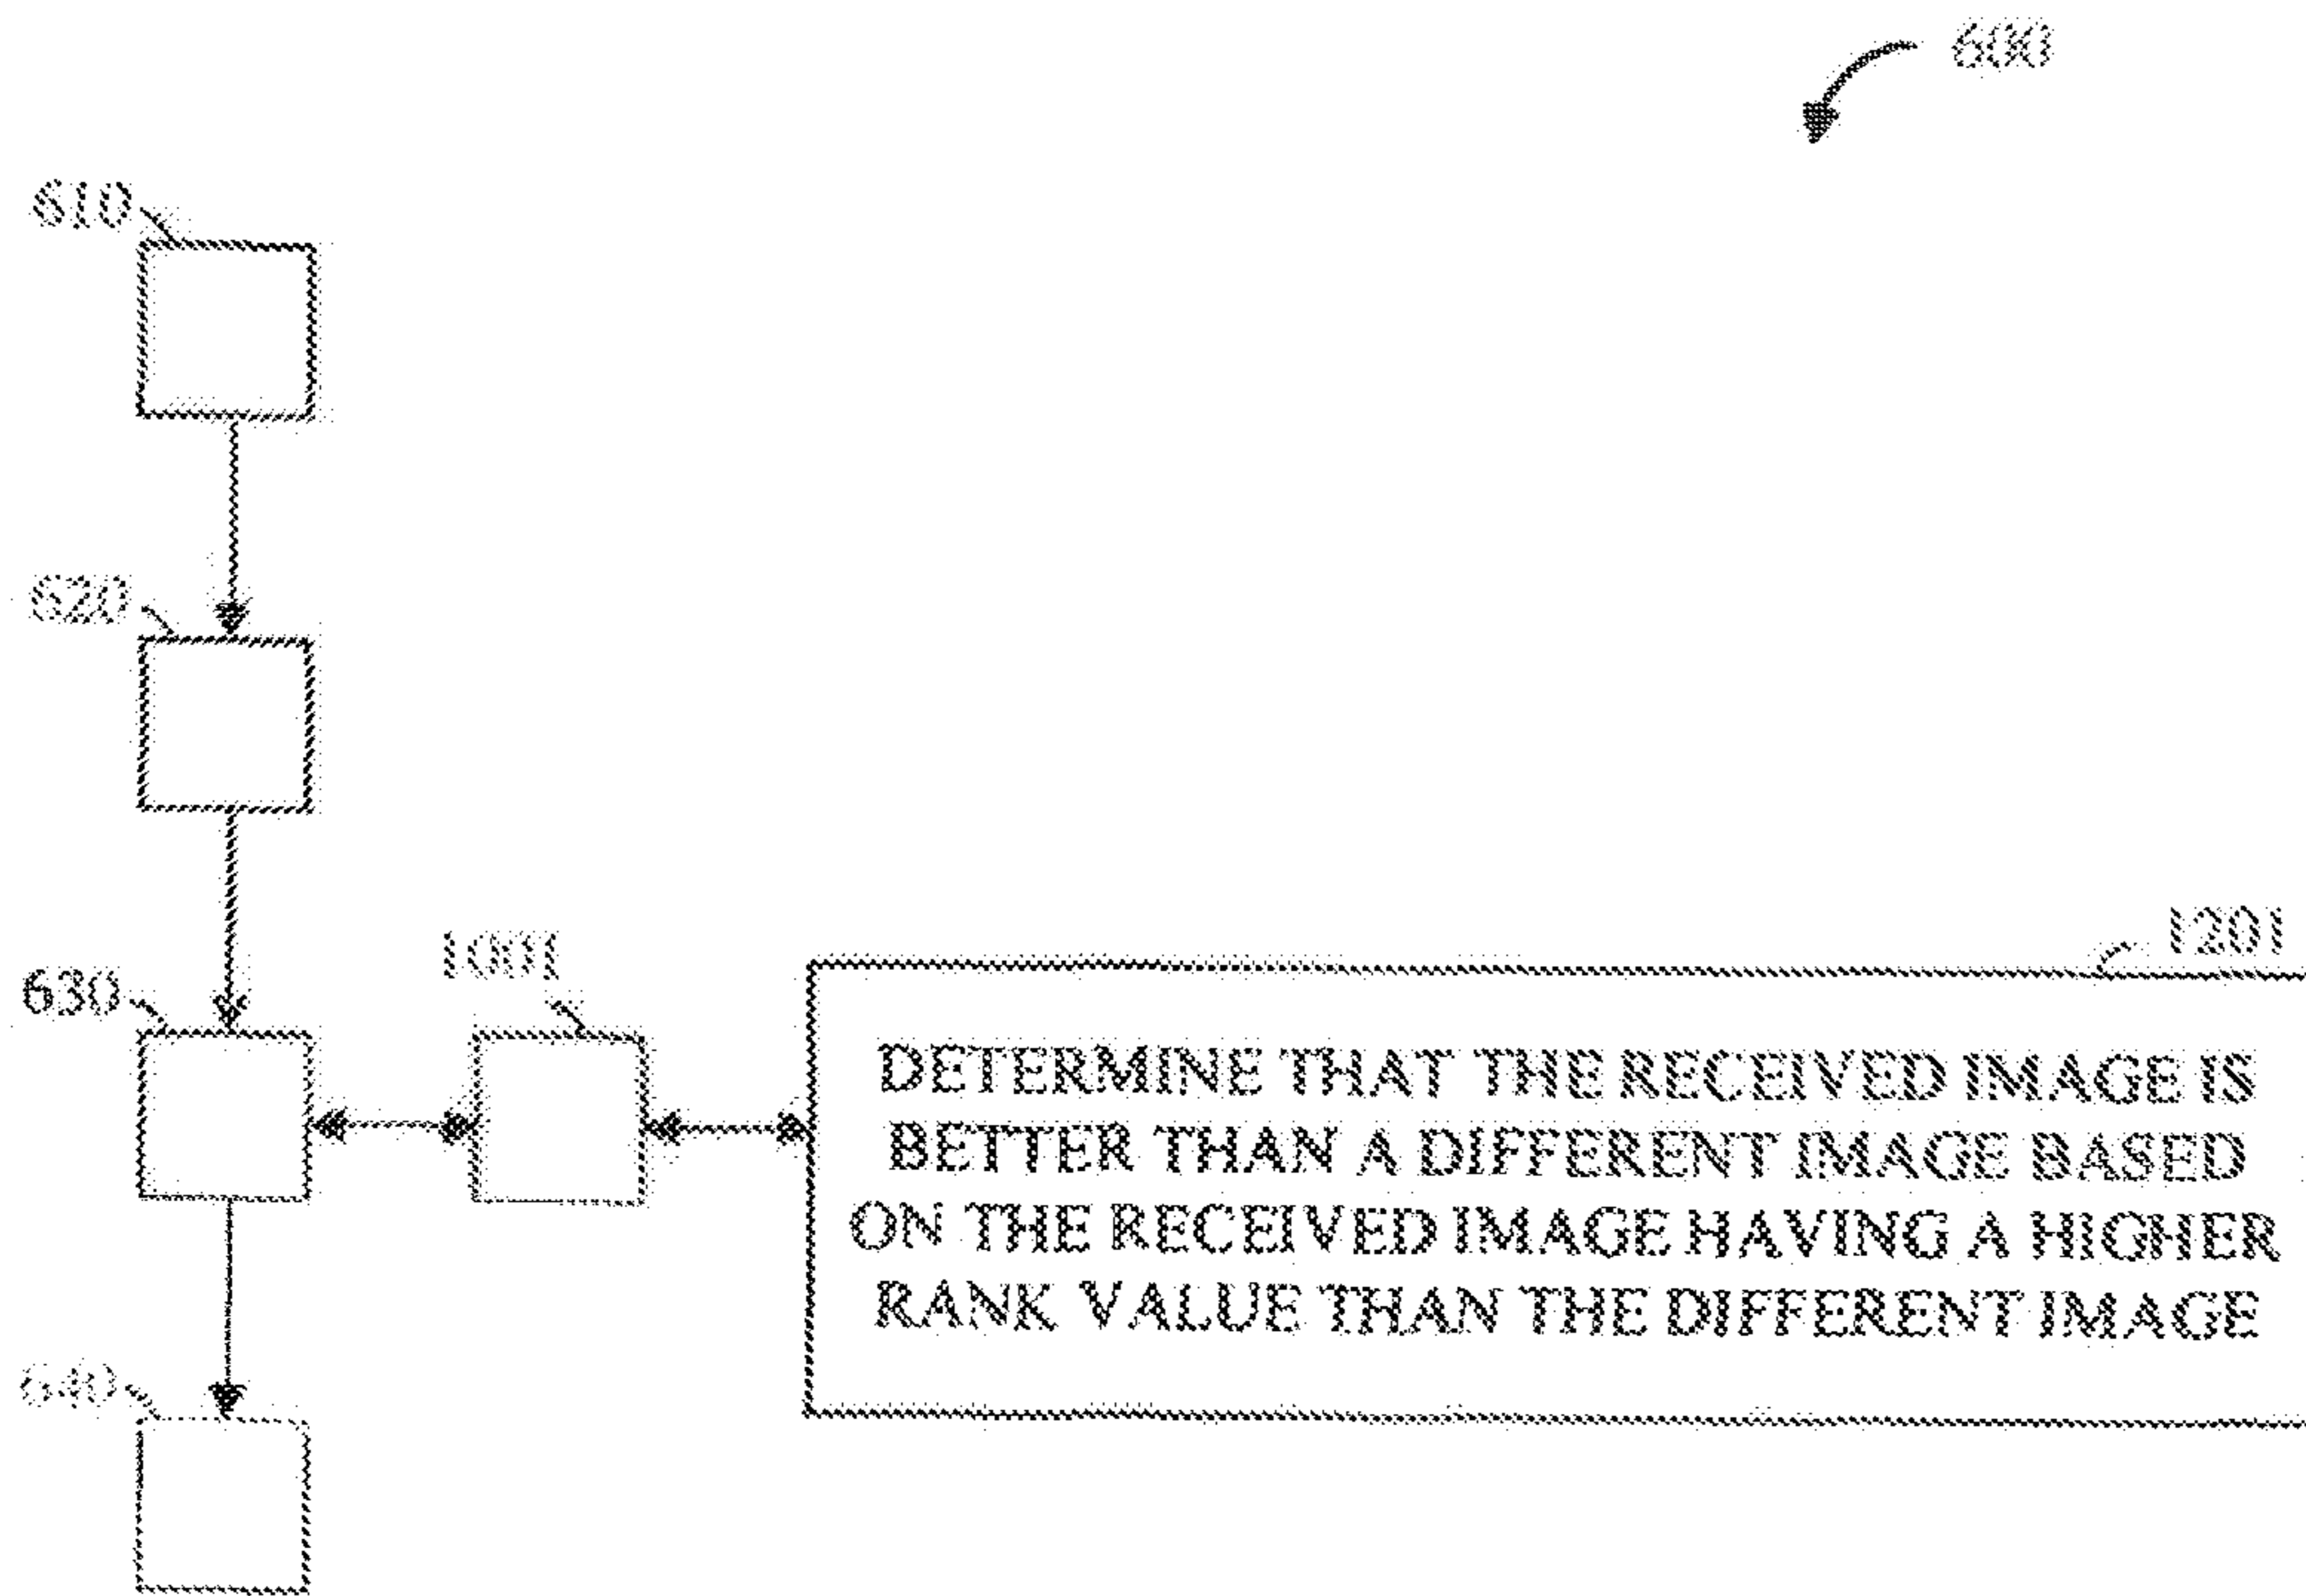 600
610
620
630
1001
1201
DETERMINE THAT THE RECEIVED IMAGE IS
BETTER THAN A DIFFERENT IMAGE BASED
ON THE RECEIVED IMAGE HAVING A HIGHER
RANK VALUE THAN THE DIFFERENT IMAGE
640